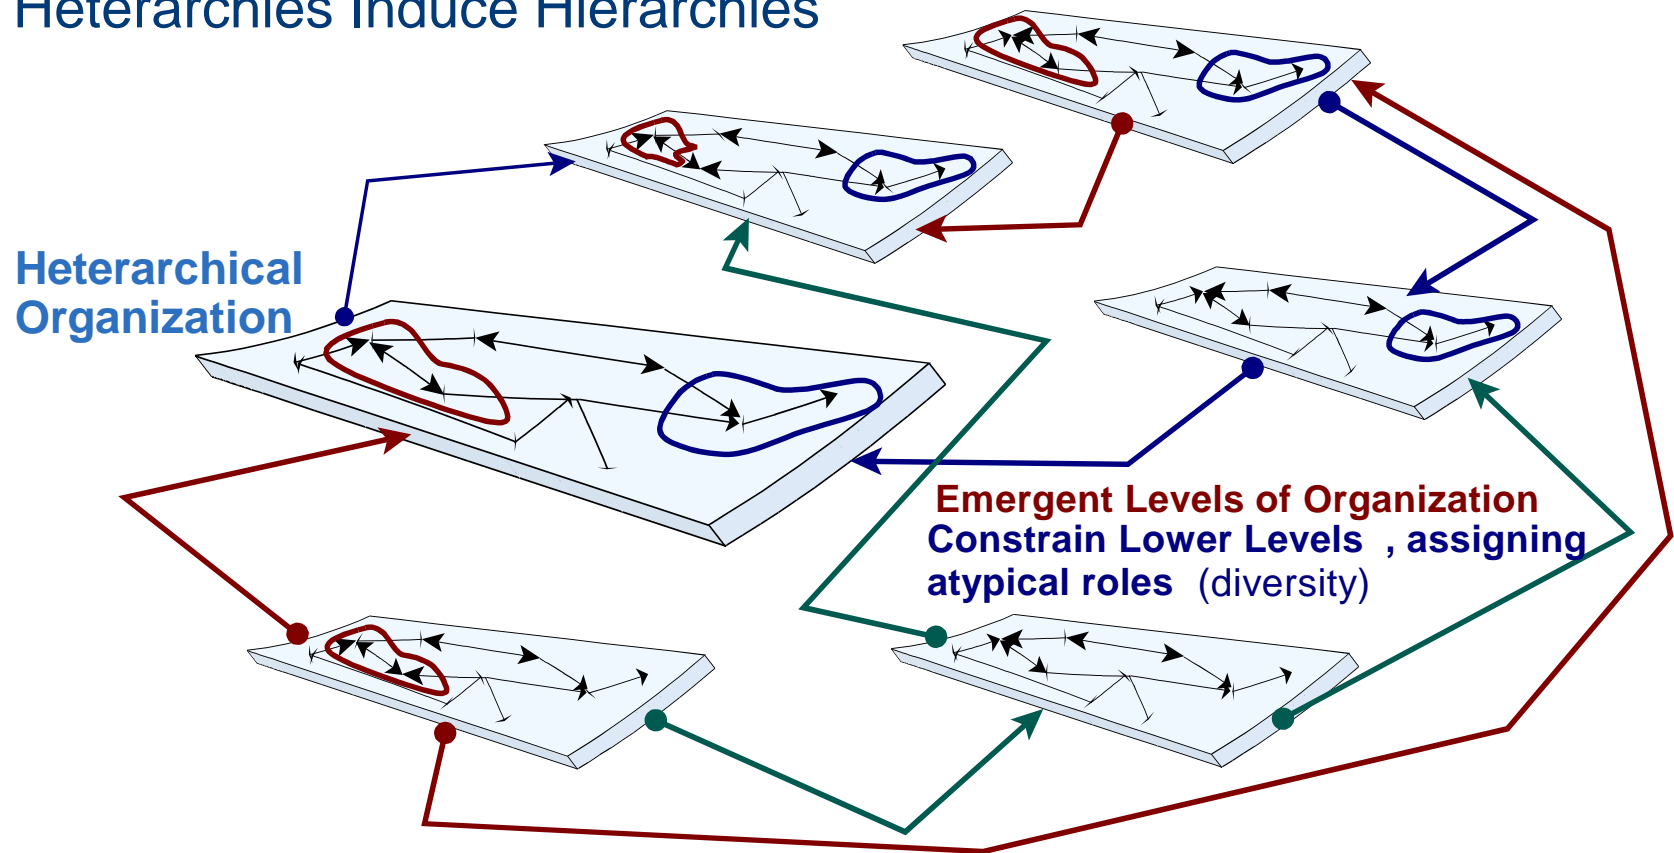 Heterarchies Induce Hierarchies
Heterarchical
Organization
Emergent Levels of Organization
Constrain Lower Levels , assigning
atypical roles (diversity)